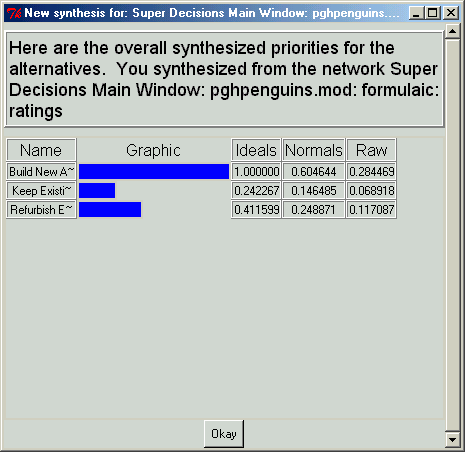 New synthesis for: Super Decisions Main Window: pghpenguins....
Here are the overall synthesized priorities for the
alternatives. You synthesized from the network Super
Decisions Main Window: pghpenguins.mod: formulaic:
ratings
Name Graphic Ideals Normals Raw
Build New A~ 1.000000 0.604644 0.284469
Keep Existi~ 0.242267 0.146485 0.068918
Refurbish E~ 0.411599 0.248871 0.117087
Okay